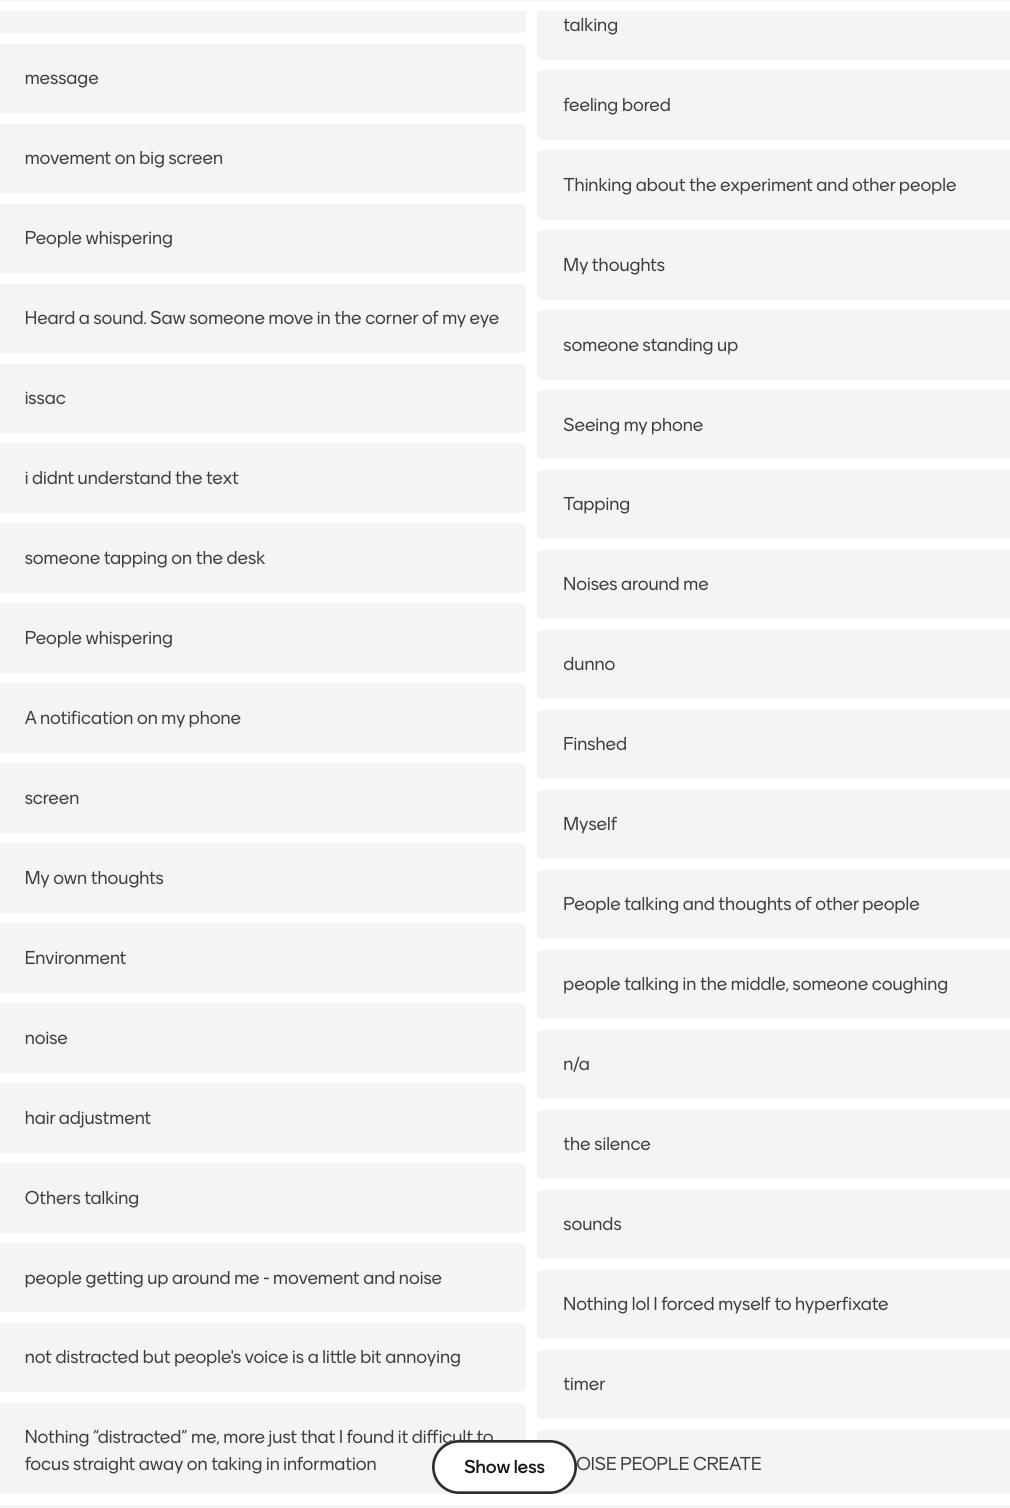 message
movement on big screen
People whispering
Heard a sound. Saw someone move in the corner of my eye
issac
i didnt understand the text
someone tapping on the desk
People whispering
A notification on my phone
screen
My own thoughts
Environment
noise
hair adjustment
Others talking
people getting up around me - movement and noise
not distracted but people's voice is a little bit annoying
Nothing "distracted" me, more just that I found it difficult to
focus straight away on taking in information
talking
feeling bored
Thinking about the experiment and other people
My thoughts
someone standing up
Seeing my phone
Tapping
Noises around me
dunno
Finshed
Myself
People talking and thoughts of other people
people talking in the middle, someone coughing
n/a
the silence
sounds
Nothing lol I forced myself to hyperfixate
timer
OISE PEOPLE CREATE
Show less